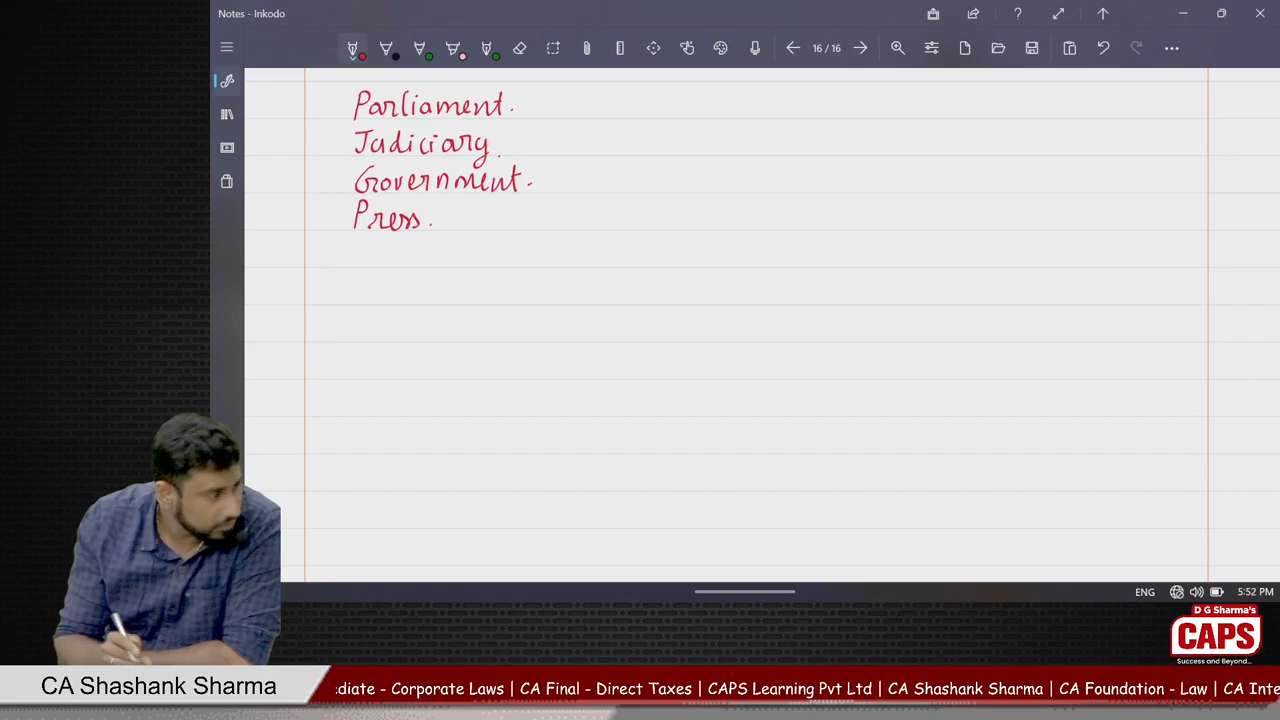 Notes - Inkodo
16/16
Parliament.
Judiciary.
Government.
Press.
ENG
5:52 PM
D G Sharma's
CAPS
Success and Beyond...
CA Shashank Sharma
diate - Corporate Laws | CA Final - Direct Taxes | CAPS Learning Pvt Ltd | CA Shashank Sharma | CA Foundation - Law | CA Inte